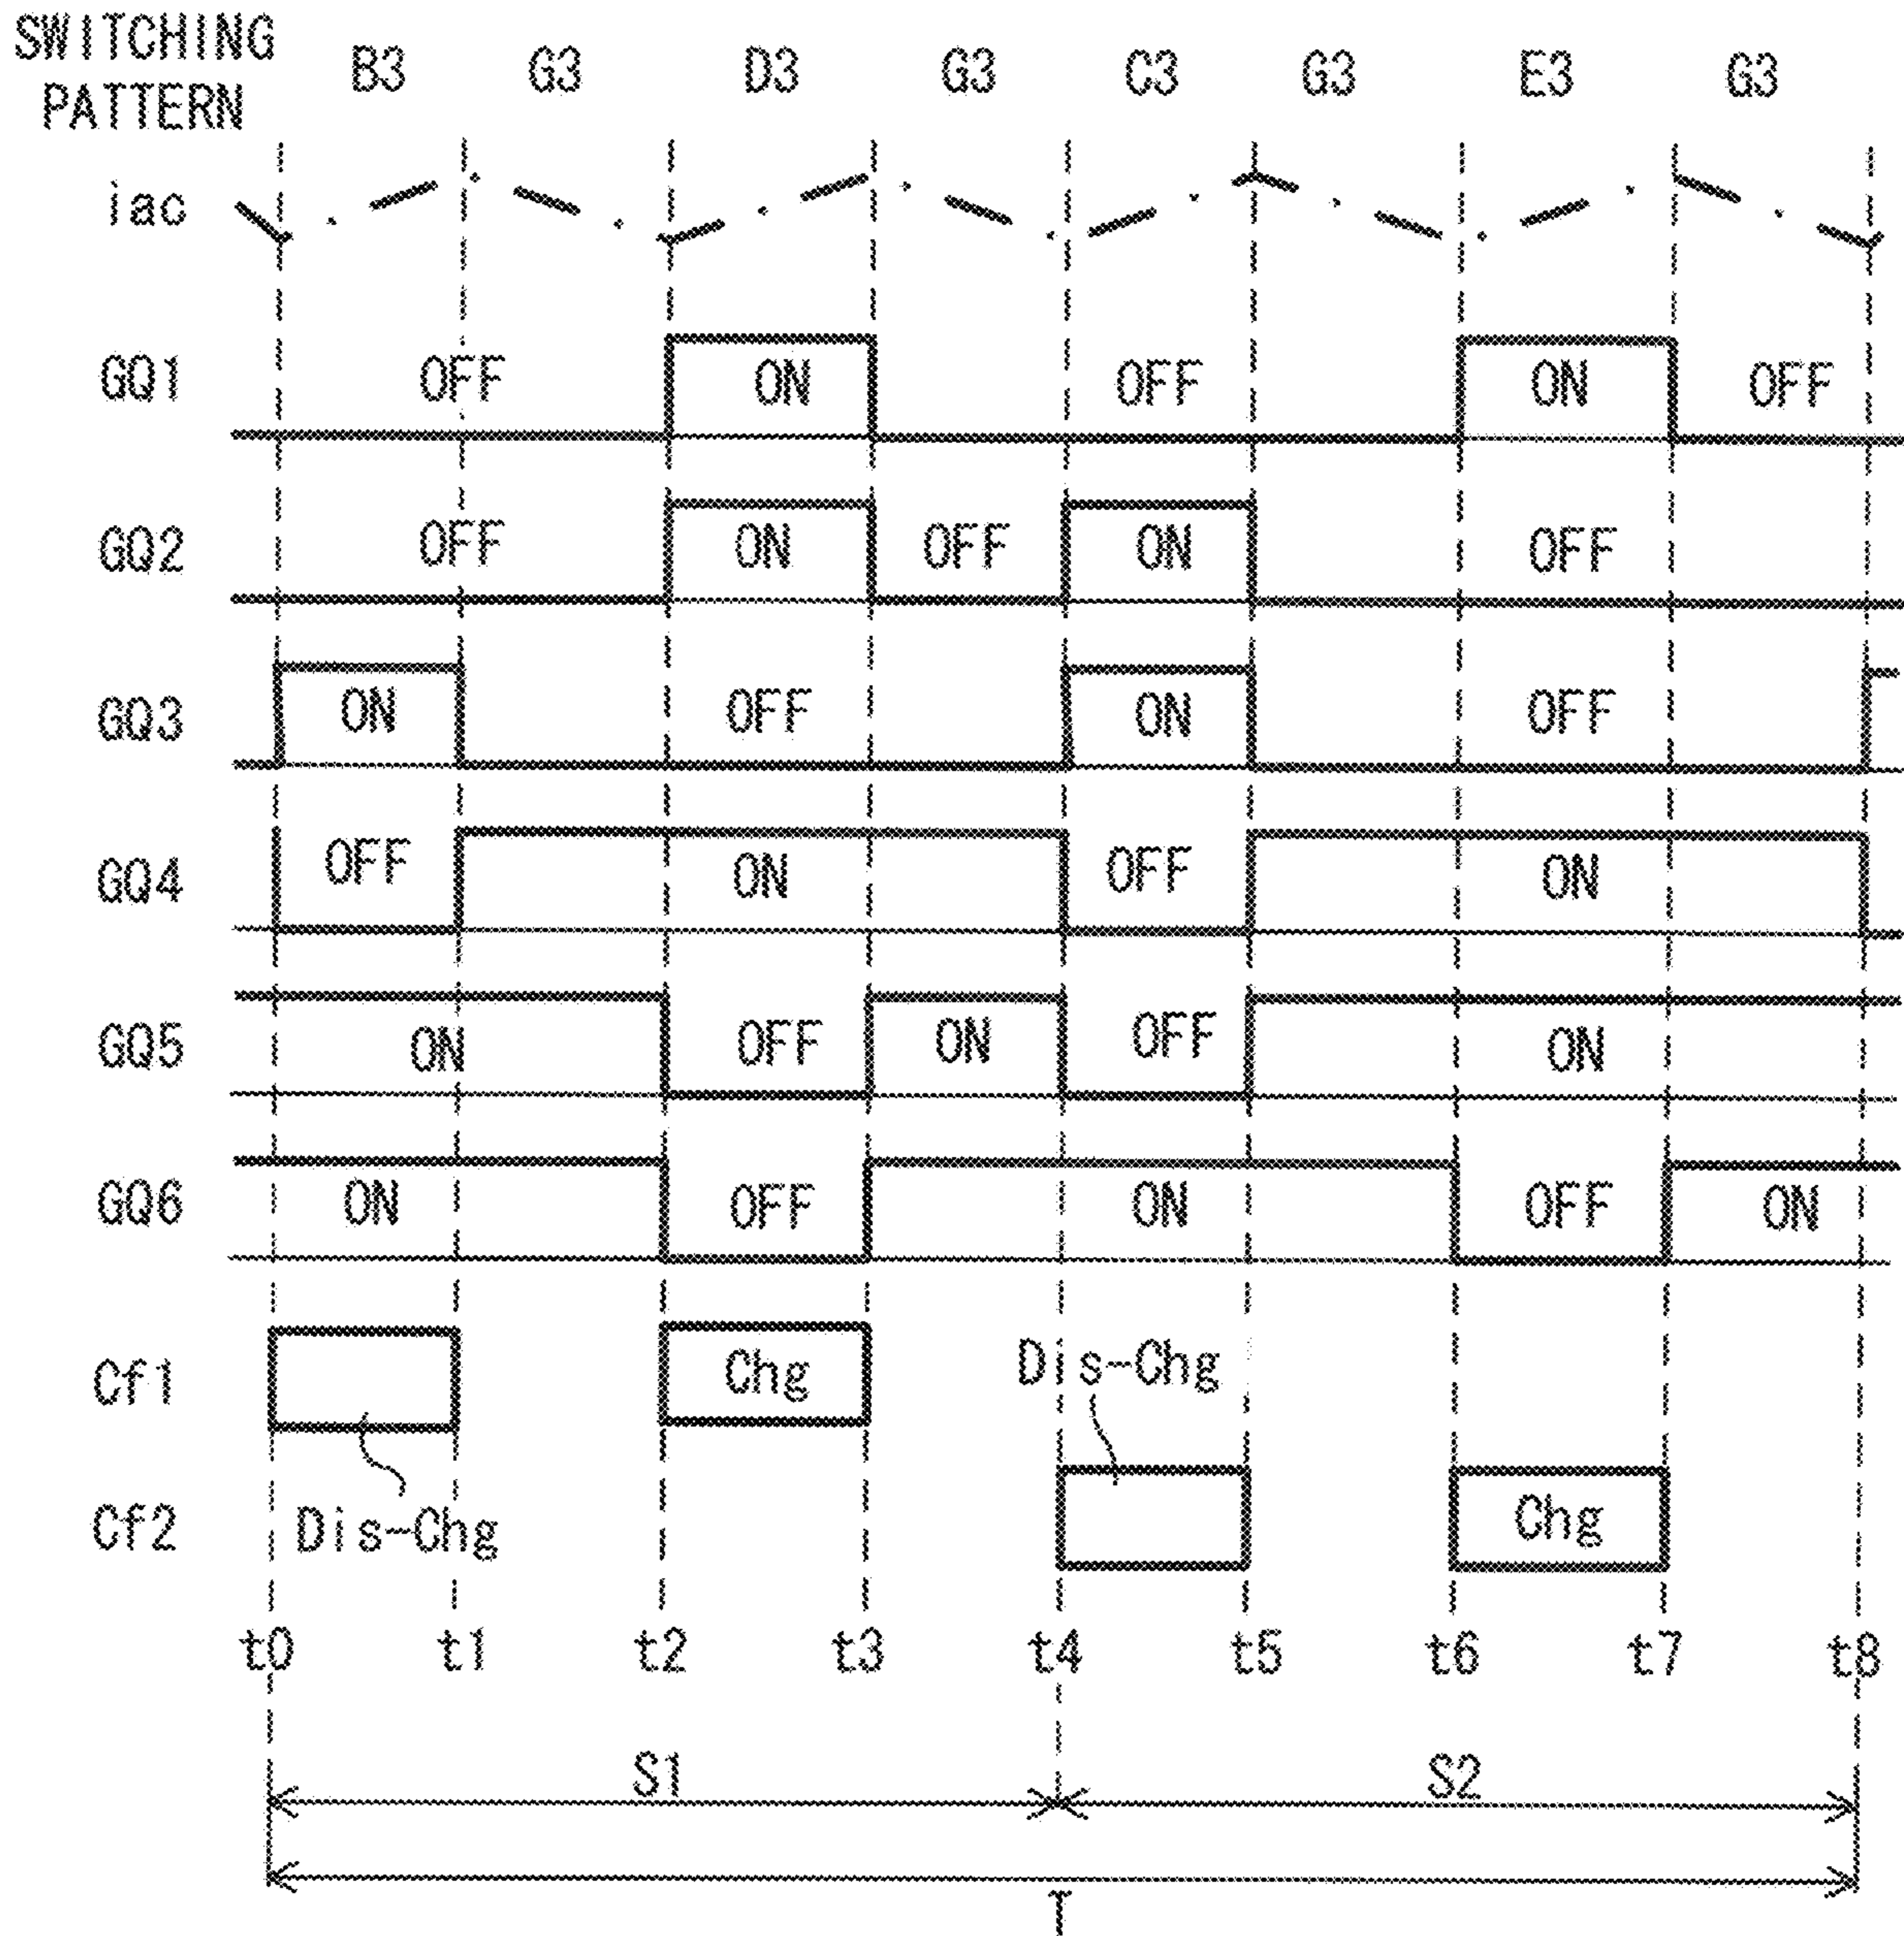 SWITCHING
PATTERN
B3 G3 D3 G3 C3 G3 E3 G3
iac
GQ1 OFF ON OFF ON OFF
GQ2 OFF ON OFF ON OFF
GQ3 ON OFF ON OFF
GQ4 OFF ON OFF ON
GQ5 ON OFF ON OFF ON
GQ6 ON OFF ON OFF ON
Cf1 Chg Dis-Chg
Cf2 Dis-Chg Chg
t0 t1 t2 t3 t4 t5 t6 t7 t8
S1 S2
T